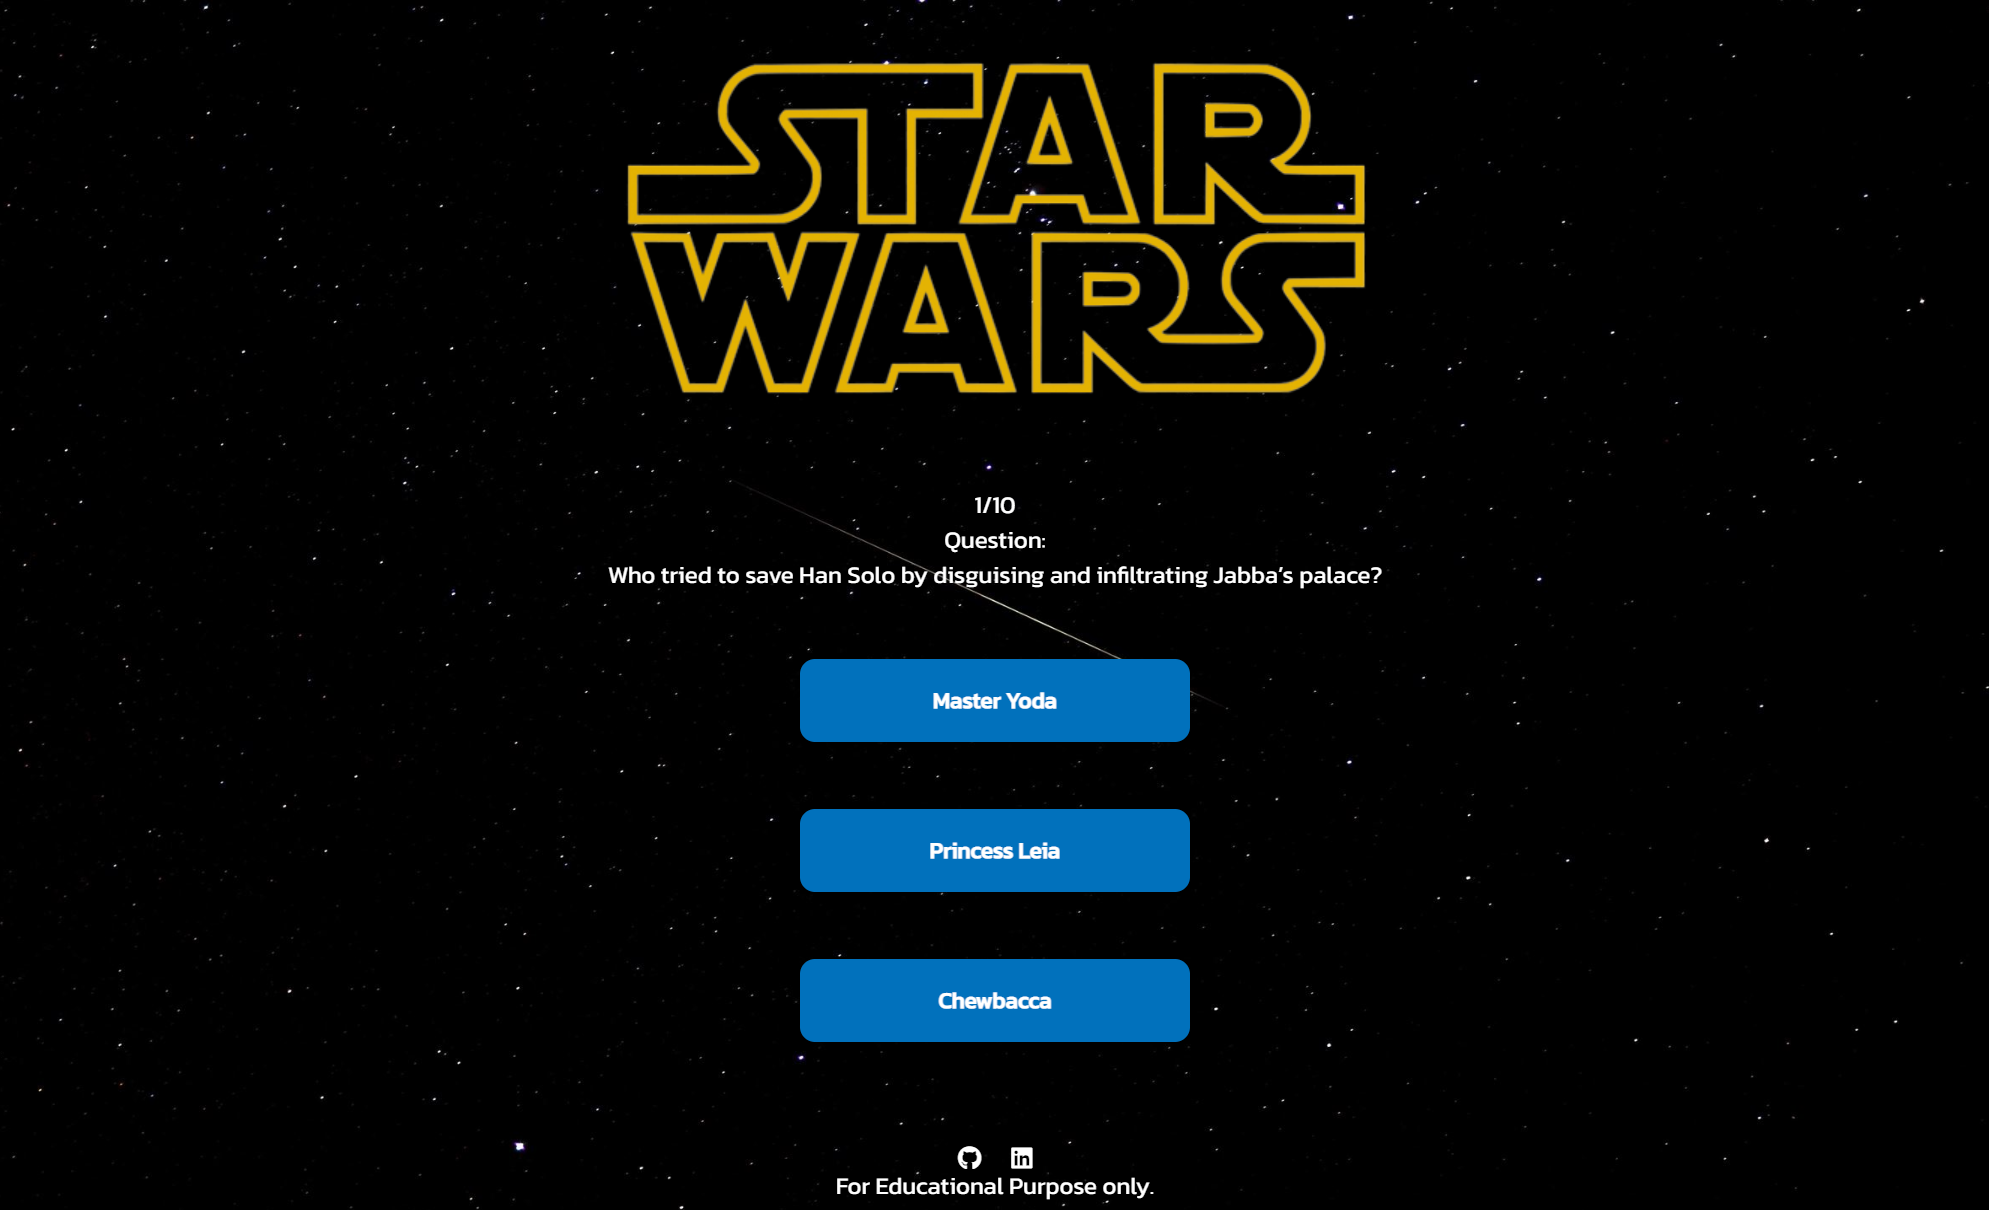 STAR
WARS
1/10
Question:
Who tried to save Han Solo by disguising and infiltrating Jabba’s palace?
Master Yoda
Princess Leia
Chewbacca
in
For Educational Purpose only.